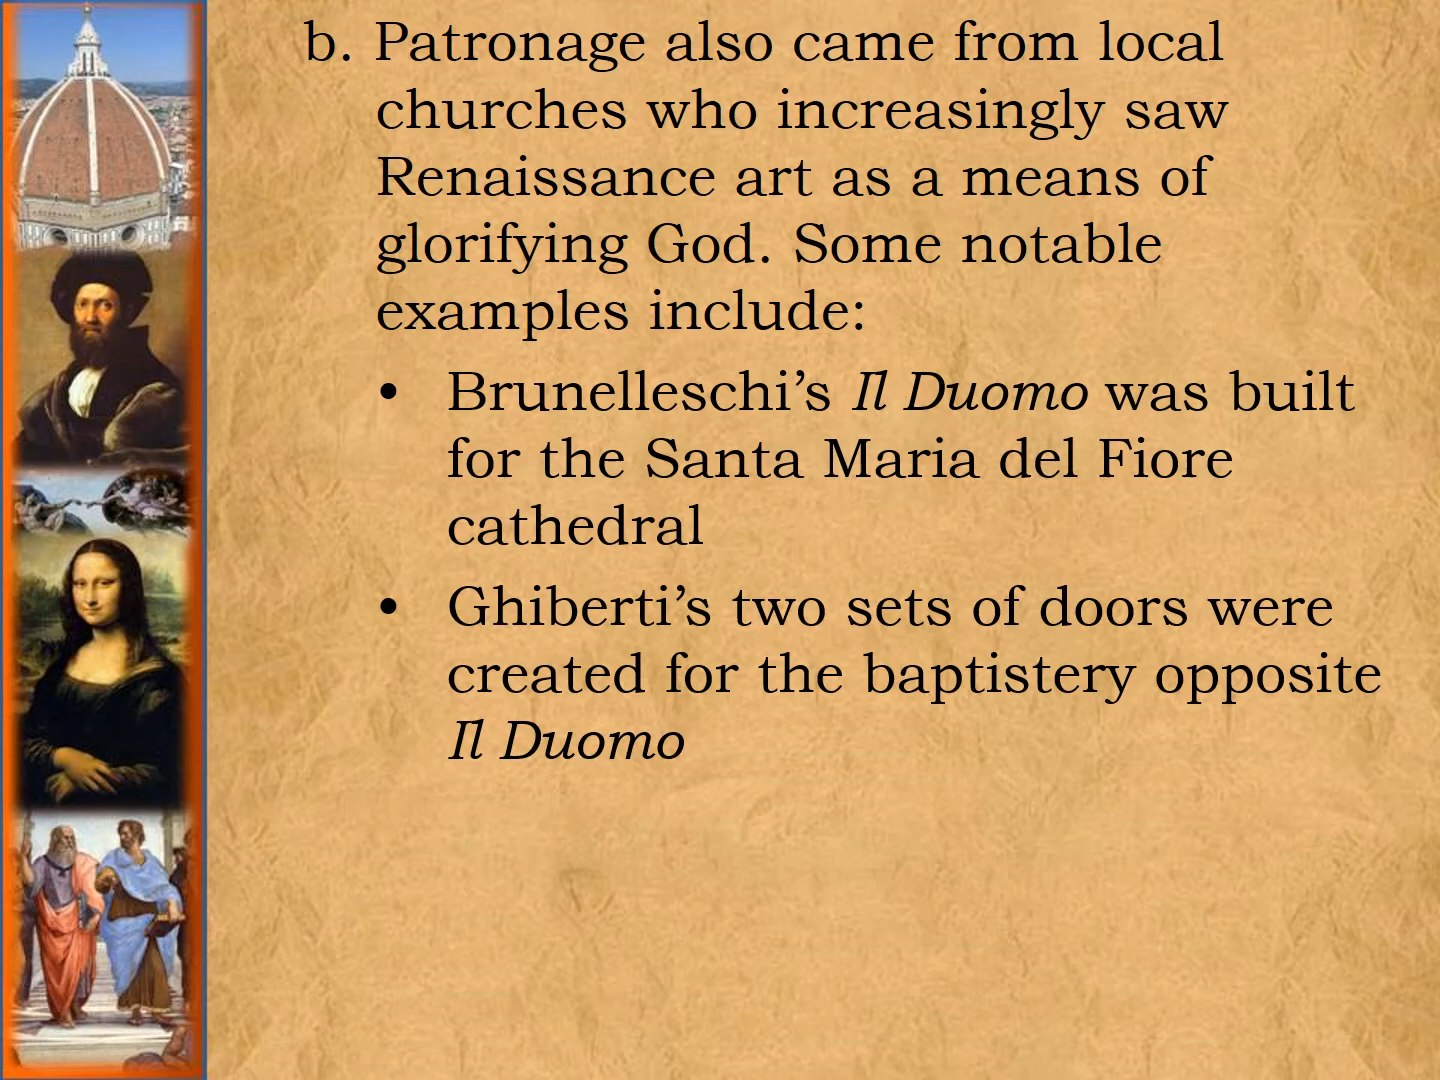 b. Patronage also came from local
churches who increasingly saw
Renaissance art as a means of
glorifying God. Some notable
examples include:
• Brunelleschi’s Il Duomo was built
for the Santa Maria del Fiore
cathedral
• Ghiberti’s two sets of doors were
created for the baptistery opposite
Il Duomo